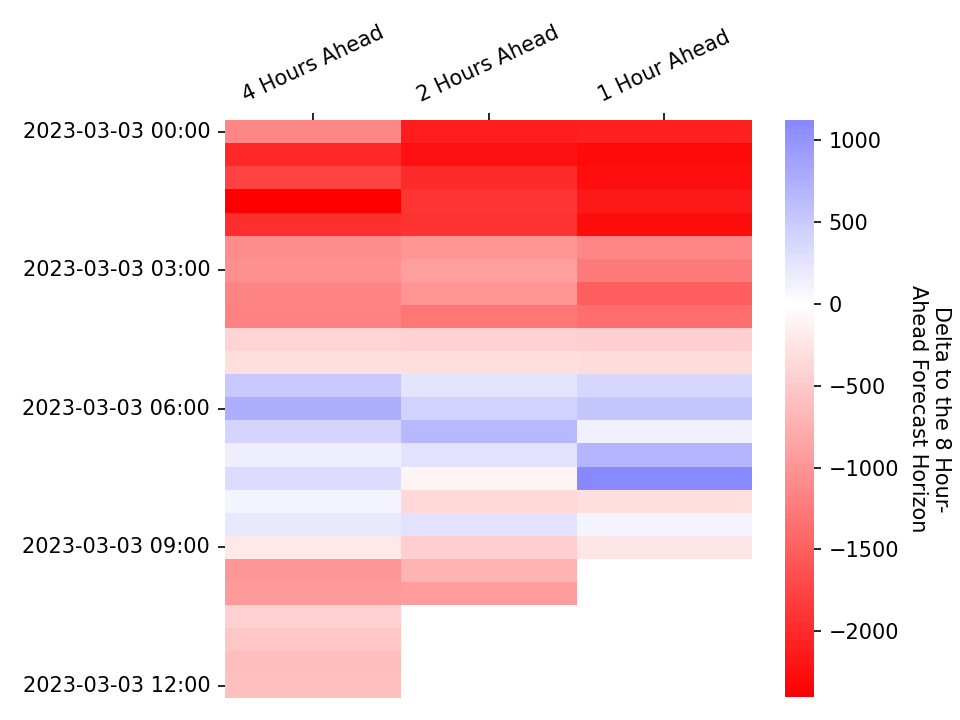 4 Hours Ahead
2 Hours Ahead
1 Hour Ahead
2023-03-03 00:00
2023-03-03 03:00
2023-03-03 06:00
2023-03-03 09:00
2023-03-03 12:00
1000
500
0
−500
−1000
−1500
−2000
Delta to the 8 Hour-
Ahead Forecast Horizon